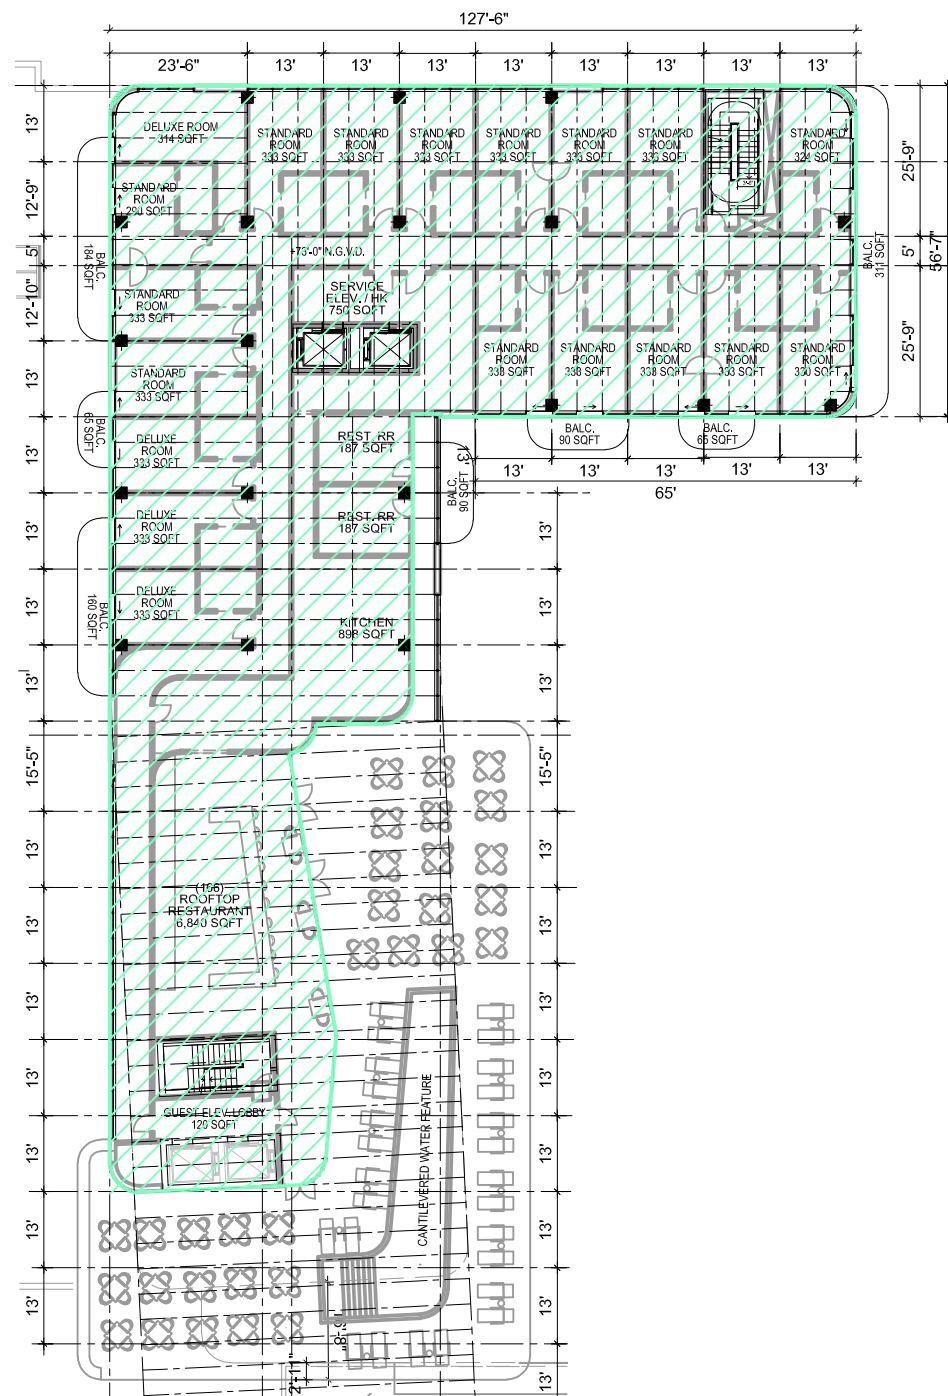 127'-6"
23'-6"
13'
13'
13'
13'
13'
13'
13'
13'
13'
12'-9"
5'
12'-10"
13'
13'
13'
13'
13'
15'-5"
13'
13'
13'
13'
13'
13'
13'
25'-9"
5'
25'-9"
56'-7"
DELUXE ROOM
314 SQFT
STANDARD
ROOM
290 SQFT
STANDARD
ROOM
333 SQFT
STANDARD
ROOM
333 SQFT
STANDARD
ROOM
333 SQFT
STANDARD
ROOM
333 SQFT
STANDARD
ROOM
333 SQFT
STANDARD
ROOM
STANDARD
ROOM
324 SQFT
BALC.
184 SQFT
BALC.
311 SQFT
+73'-0" N.G.V.D.
SERVICE
ELEV. / HK
750 SQFT
STANDARD
ROOM
333 SQFT
STANDARD
ROOM
333 SQFT
STANDARD
ROOM
338 SQFT
STANDARD
ROOM
338 SQFT
STANDARD
ROOM
338 SQFT
STANDARD
ROOM
333 SQFT
STANDARD
ROOM
330 SQFT
BALC.
65 SQFT
BALC.
90 SQFT
BALC.
65 SQFT
13'
13'
13'
13'
13'
65'
DELUXE
ROOM
333 SQFT
REST. RR
187 SQFT
13'
BALC.
90 SQFT
DELUXE
ROOM
333 SQFT
REST. RR
187 SQFT
DELUXE
ROOM
333 SQFT
BALC.
160 SQFT
KITCHEN
898 SQFT
13'
13'
13'
15'-5"
13'
13'
13'
13'
13'
13'
13'
13'
(166)
ROOFTOP
RESTAURANT
6,840 SQFT
GUEST ELEV. LOBBY
120 SQFT
CANTILEVERED WATER FEATURE
2'-11"